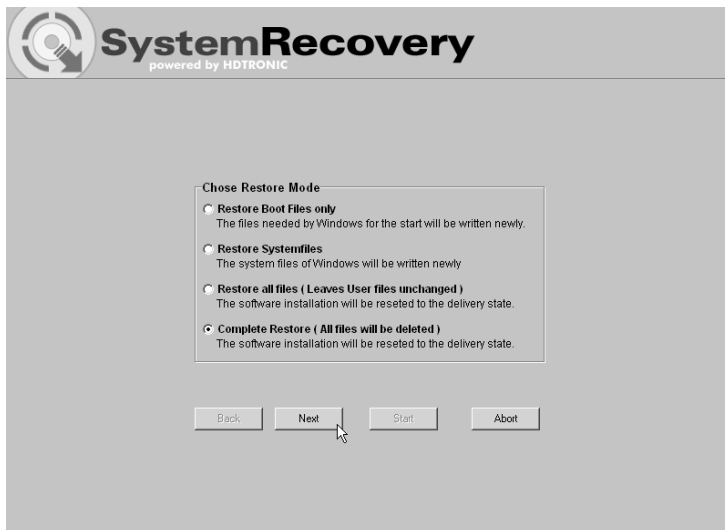 SystemRecovery
powered by HDTRONIC
Chose Restore Mode
Restore Boot Files only
The files needed by Windows for the start will be written newly.
Restore Systemfiles
The system files of Windows will be written newly
Restore all files ( Leaves User files unchanged )
The software installation will be reseted to the delivery state.
Complete Restore ( All files will be deleted )
The software installation will be reseted to the delivery state.
Back Next Start Abort